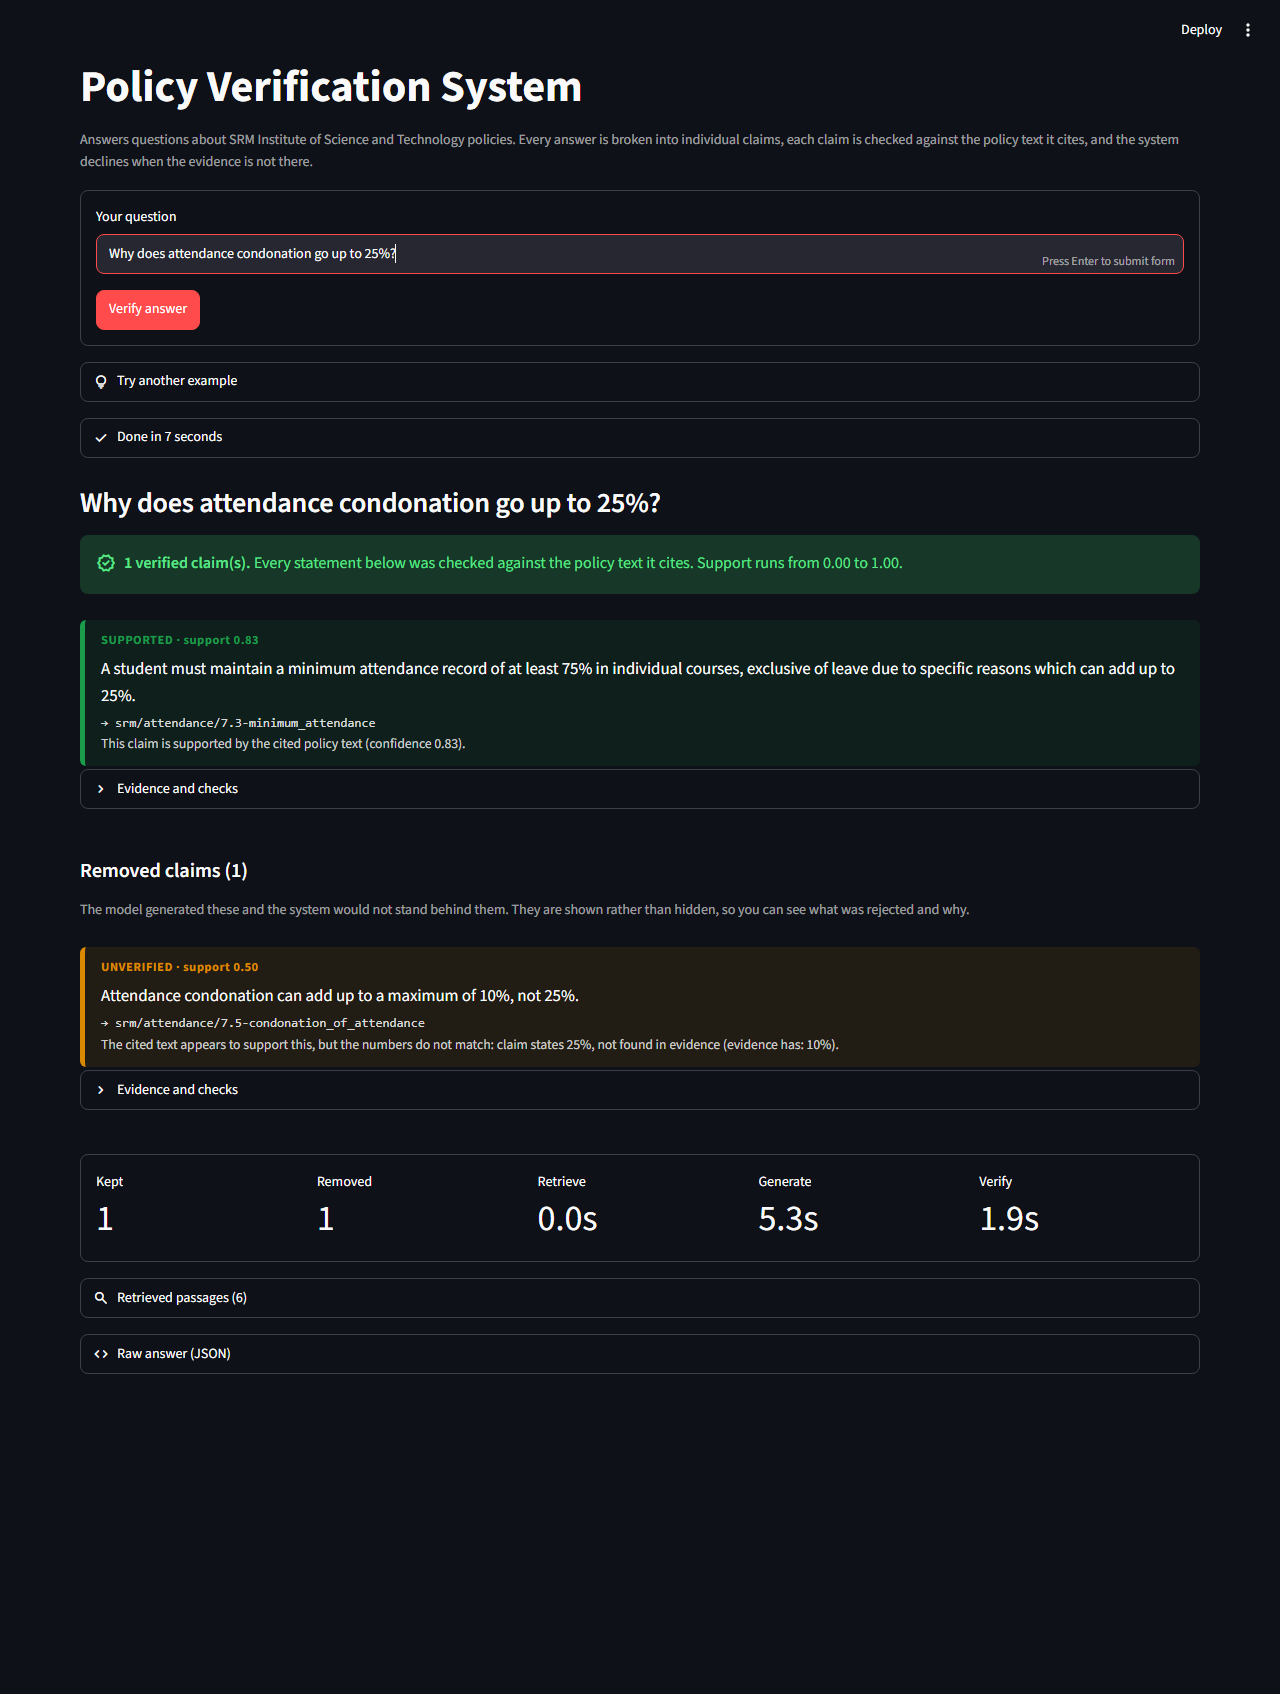 Deploy
Policy Verification System
Answers questions about SRM Institute of Science and Technology policies. Every answer is broken into individual claims, each claim is checked against the policy text it cites, and the system
declines when the evidence is not there.
Your question
Why does attendance condonation go up to 25%?
Press Enter to submit form
Verify answer
Try another example
Done in 7 seconds
Why does attendance condonation go up to 25%?
1 verified claim(s). Every statement below was checked against the policy text it cites. Support runs from 0.00 to 1.00.
SUPPORTED · support 0.83
A student must maintain a minimum attendance record of at least 75% in individual courses, exclusive of leave due to specific reasons which can add up to
25%.
→ srm/attendance/7.3-minimum_attendance
This claim is supported by the cited policy text (confidence 0.83).
Evidence and checks
Removed claims (1)
The model generated these and the system would not stand behind them. They are shown rather than hidden, so you can see what was rejected and why.
UNVERIFIED · support 0.50
Attendance condonation can add up to a maximum of 10%, not 25%.
→ srm/attendance/7.5-condonation_of_attendance
The cited text appears to support this, but the numbers do not match: claim states 25%, not found in evidence (evidence has: 10%).
Evidence and checks
Kept Removed Retrieve Generate Verify
1 1 0.0s 5.3s 1.9s
Retrieved passages (6)
Raw answer (JSON)